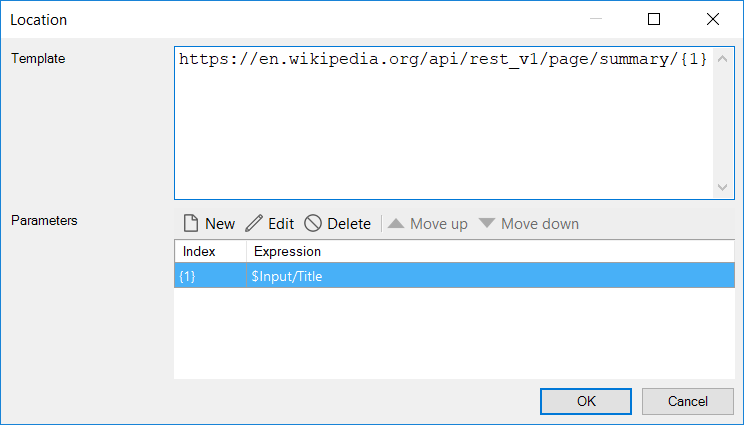 Location
Template
https://en.wikipedia.org/api/rest_v1/page/summary/{1}
Parameters
New Edit Delete Move up Move down
Index Expression
{1} $Input/Title
OK Cancel